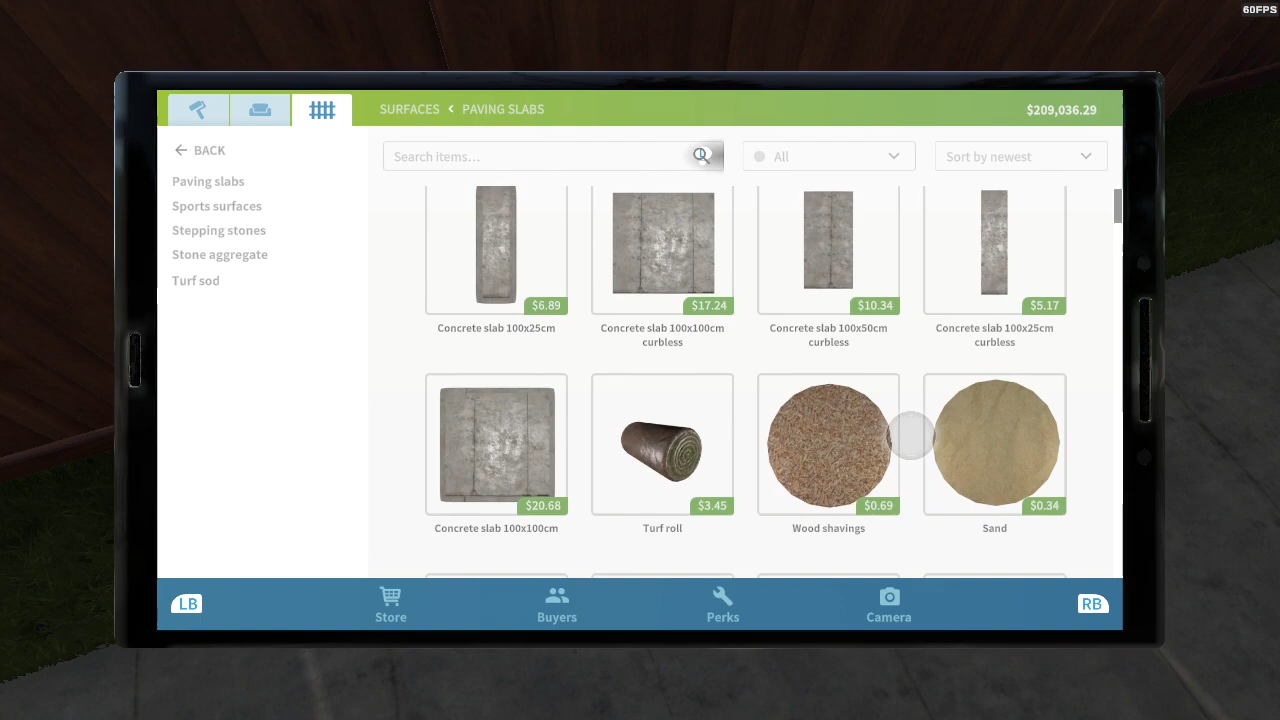 60FPS
SURFACES < PAVING SLABS
$209,036.29
BACK
Search items...
All
Sort by newest
Paving slabs
Sports surfaces
Stepping stones
Stone aggregate
Turf sod
$6.89
$17.24
$10.34
$5.17
Concrete slab 100x25cm
Concrete slab 100x100cm
curbless
Concrete slab 100x50cm
curbless
Concrete slab 100x25cm
curbless
$20.68
$3.45
$0.69
$0.34
Concrete slab 100x100cm
Turf roll
Wood shavings
Sand
LB
Store
Buyers
Perks
Camera
RB